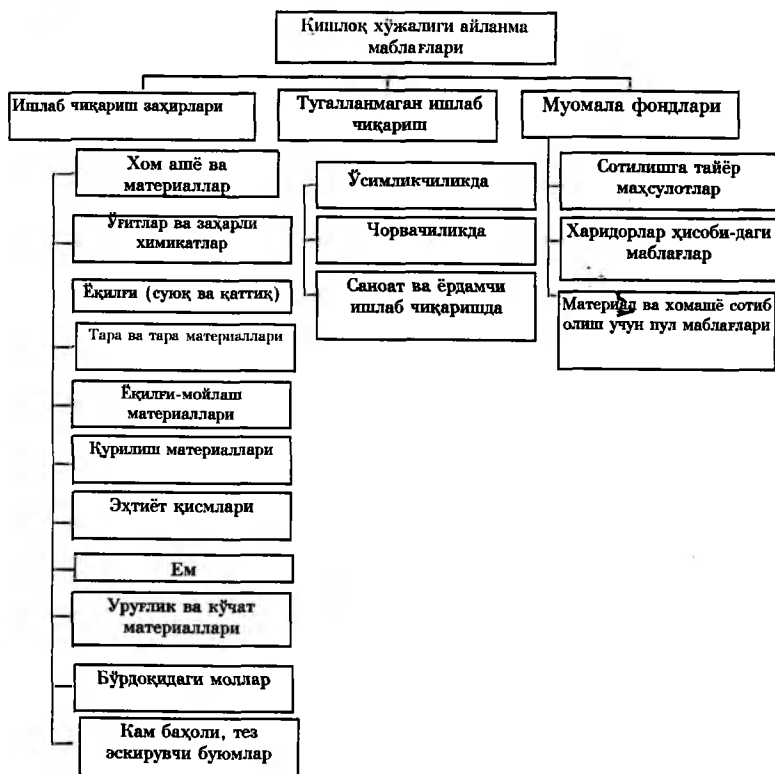 Қишлоқ хўжалиги айланма
маблағлари
Ишлаб чиқариш заҳирлари
Тугалланмаган ишлаб
чиқариш
Муомала фондлари
Хом ашё ва
материаллар
Ўғитлар ва заҳарли
химикатлар
Ёқилғи (суюқ ва қаттиқ)
Тара ва тара материаллари
Ёқилғи-мойлаш
материаллари
Қурилиш материаллари
Эҳтиёт қисмлари
Ем
Уруғлик ва кўчат
материаллари
Бўрдоқидаги моллар
Кам баҳоли, тез
эскирувчи буюмлар
Ўсимликчиликда
Чорвачиликда
Саноат ва ёрдамчи
ишлаб чиқаришда
Сотилишга тайёр
маҳсулотлар
Харидорлар ҳисоби-даги
маблағлар
Материал ва хомашё сотиб
олиш учун пул маблағлари